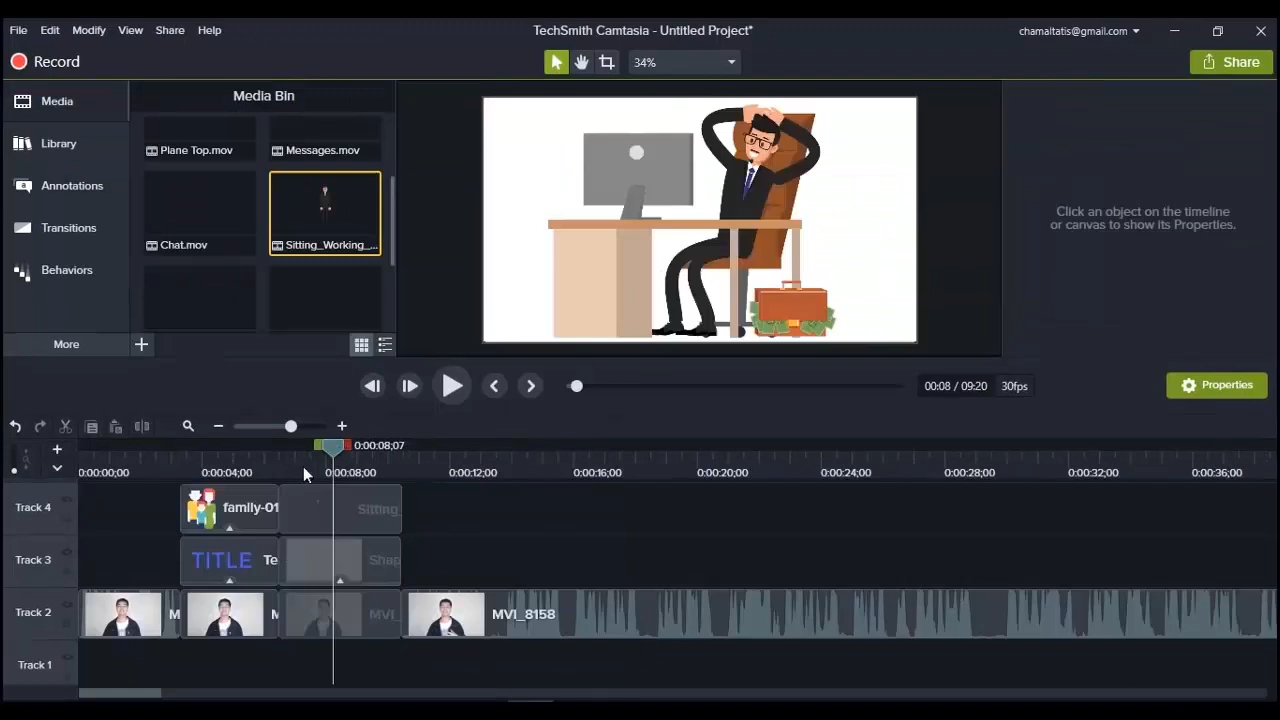 File Edit Modify View Share Help
TechSmith Camtasia - Untitled Project*
chamaltatis@gmail.com
Record
34%
Share
Media
Library
Annotations
Transitions
Behaviors
More
Media Bin
Plane Top.mov
Messages.mov
Chat.mov
Sitting_Working_...
Click an object on the timeline
or canvas to show its Properties.
00:08 / 09:20 30fps
Properties
0:00:08;07
0:00:00;00 0:00:04;00 0:00:08;00 0:00:12;00 0:00:16;00 0:00:20;00 0:00:24;00 0:00:28;00 0:00:32;00 0:00:36;00
Track 4
family-01
Sitting_
Track 3
TITLE
Te
Shap
Track 2
M
MVI_
MVI_8158
Track 1